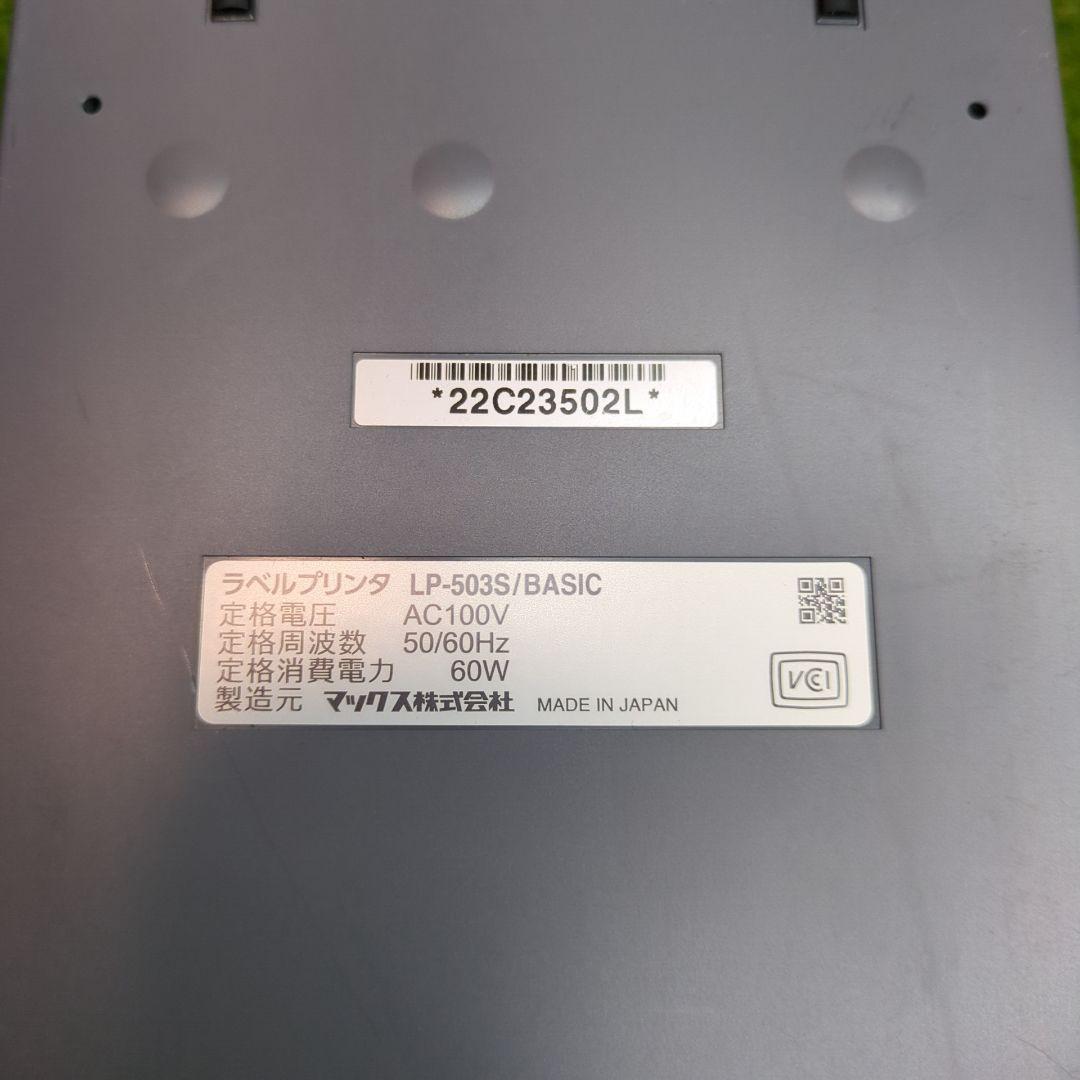 *22C23502L*
ラベルプリンタ LP-503S/BASIC
定格電圧 AC100V
定格周波数 50/60Hz
定格消費電力 60W
製造元 マックス株式会社 MADE IN JAPAN
VCI